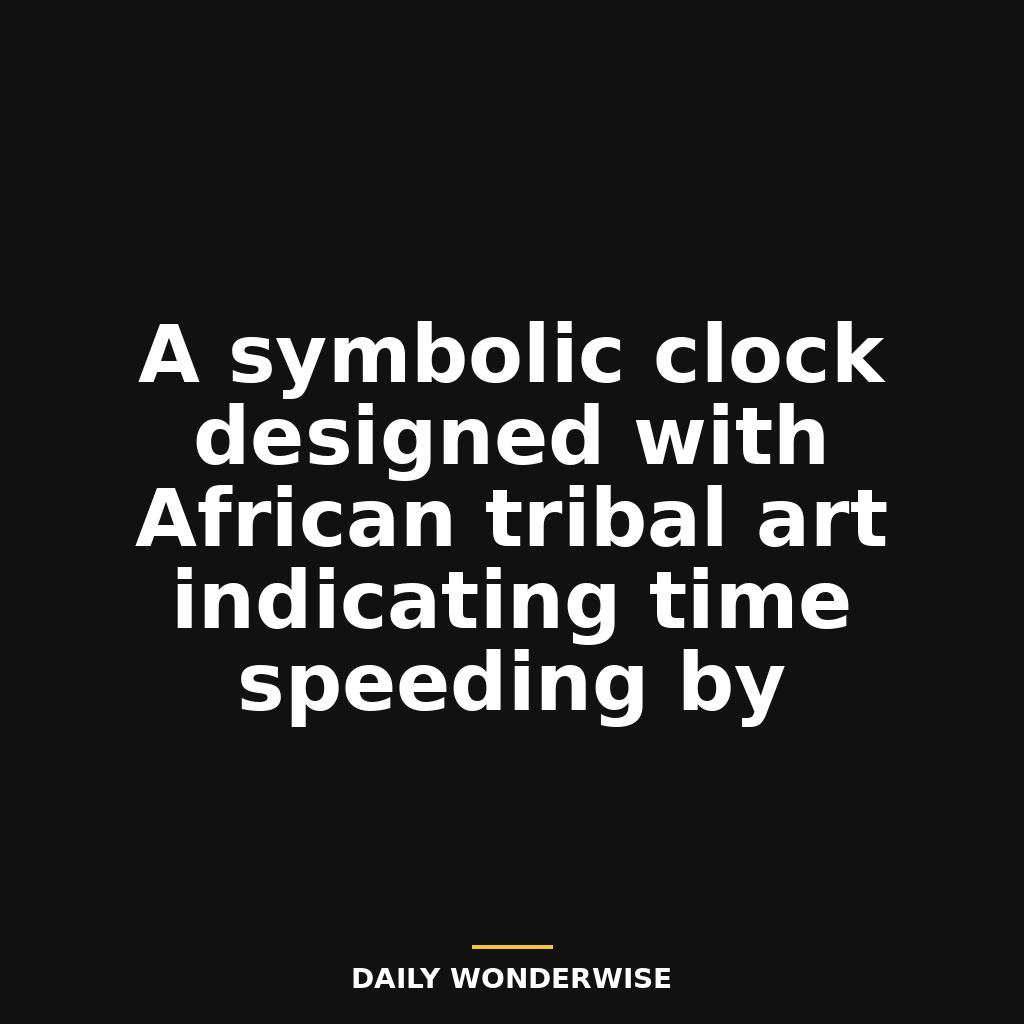 A symbolic clock
designed with
African tribal art
indicating time
speeding by
DAILY WONDERWISE